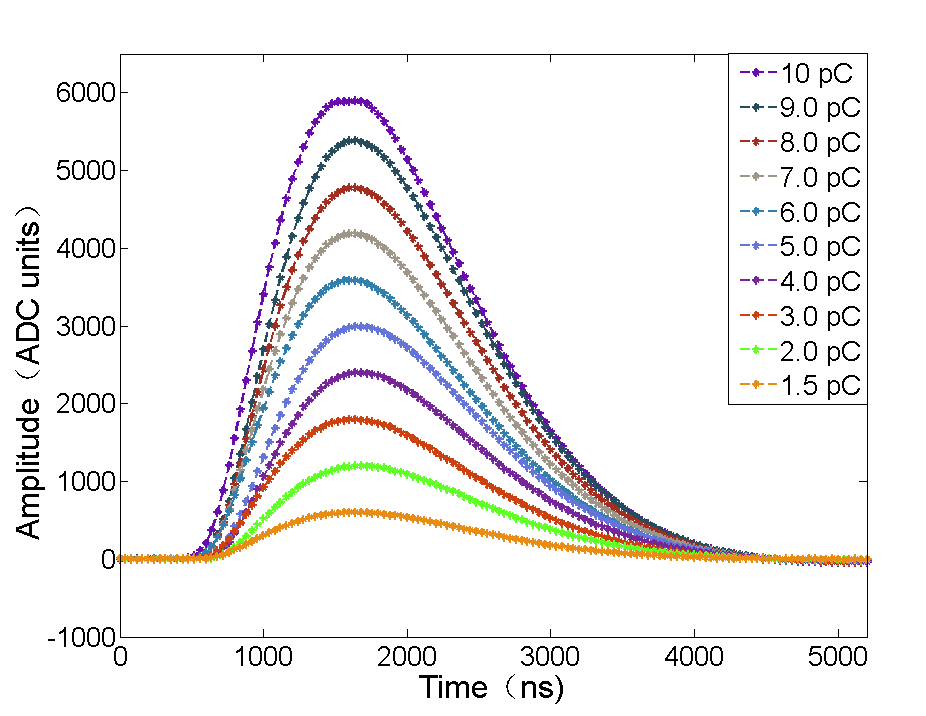 6000
5000
4000
3000
2000
1000
0
-1000
Amplitude（ADC units）
0 1000 2000 3000 4000 5000
Time（ns)
10 pC
9.0 pC
8.0 pC
7.0 pC
6.0 pC
5.0 pC
4.0 pC
3.0 pC
2.0 pC
1.5 pC